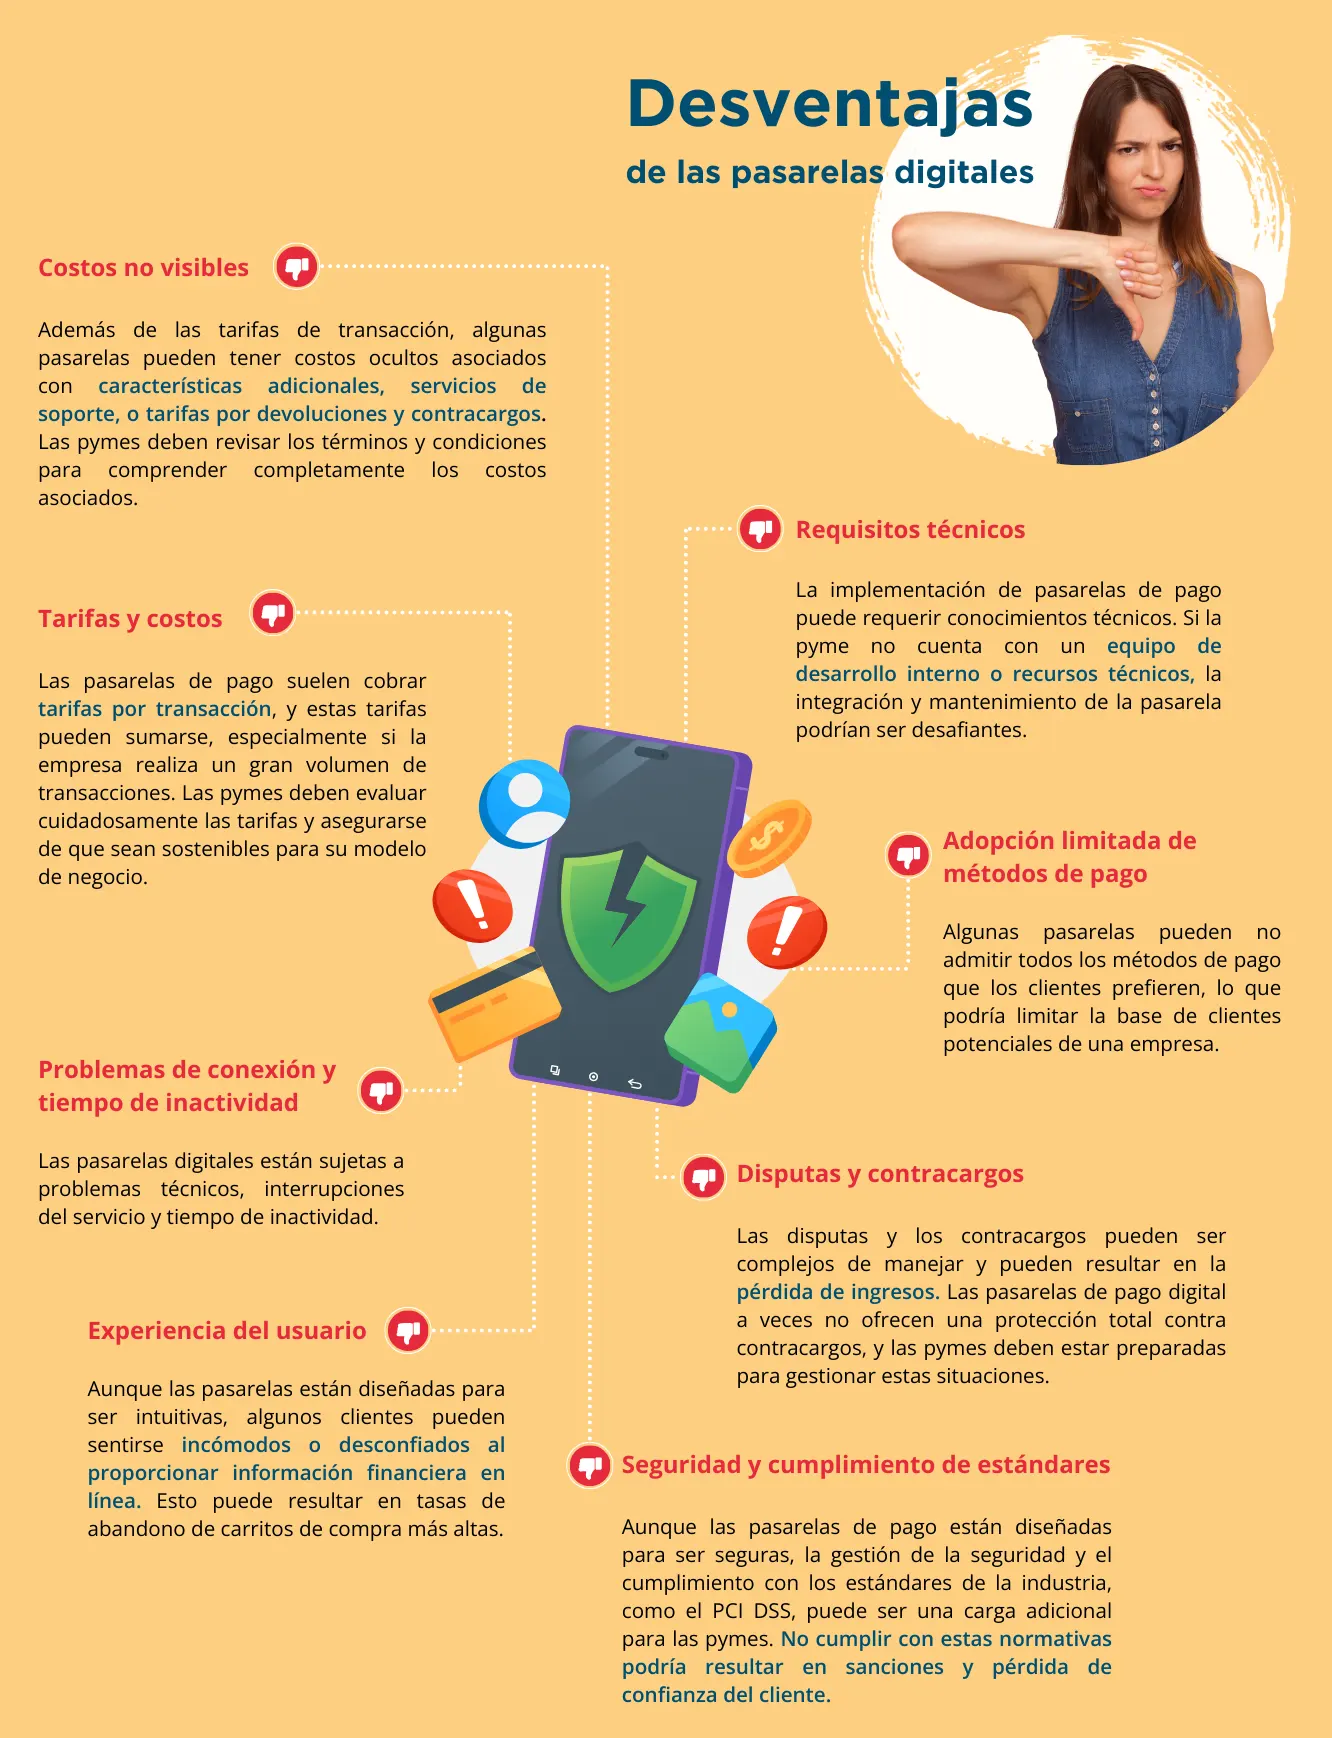 Desventajas
de las pasarelas digitales
Costos no visibles
Además de las tarifas de transacción, algunas
pasarelas pueden tener costos ocultos asociados
con características adicionales, servicios de
soporte, o tarifas por devoluciones y contracargos.
Las pymes deben revisar los términos y condiciones
para comprender completamente los costos
asociados.
Requisitos técnicos
La implementación de pasarelas de pago
puede requerir conocimientos técnicos. Si la
pyme no cuenta con un equipo de
desarrollo interno o recursos técnicos, la
integración y mantenimiento de la pasarela
podrían ser desafiantes.
Tarifas y costos
Las pasarelas de pago suelen cobrar
tarifas por transacción, y estas tarifas
pueden sumarse, especialmente si la
empresa realiza un gran volumen de
transacciones. Las pymes deben evaluar
cuidadosamente las tarifas y asegurarse
de que sean sostenibles para su modelo
de negocio.
Adopción limitada de
métodos de pago
Algunas pasarelas pueden no
admitir todos los métodos de pago
que los clientes prefieren, lo que
podría limitar la base de clientes
potenciales de una empresa.
Problemas de conexión y
tiempo de inactividad
Las pasarelas digitales están sujetas a
problemas técnicos, interrupciones
del servicio y tiempo de inactividad.
Disputas y contracargos
Las disputas y los contracargos pueden ser
complejos de manejar y pueden resultar en la
pérdida de ingresos. Las pasarelas de pago digital
a veces no ofrecen una protección total contra
contracargos, y las pymes deben estar preparadas
para gestionar estas situaciones.
Experiencia del usuario
Aunque las pasarelas están diseñadas para
ser intuitivas, algunos clientes pueden
sentirse incómodos o desconfiados al
proporcionar información financiera en
línea. Esto puede resultar en tasas de
abandono de carritos de compra más altas.
Seguridad y cumplimiento de estándares
Aunque las pasarelas de pago están diseñadas
para ser seguras, la gestión de la seguridad y el
cumplimiento con los estándares de la industria,
como el PCI DSS, puede ser una carga adicional
para las pymes. No cumplir con estas normativas
podría resultar en sanciones y pérdida de
confianza del cliente.